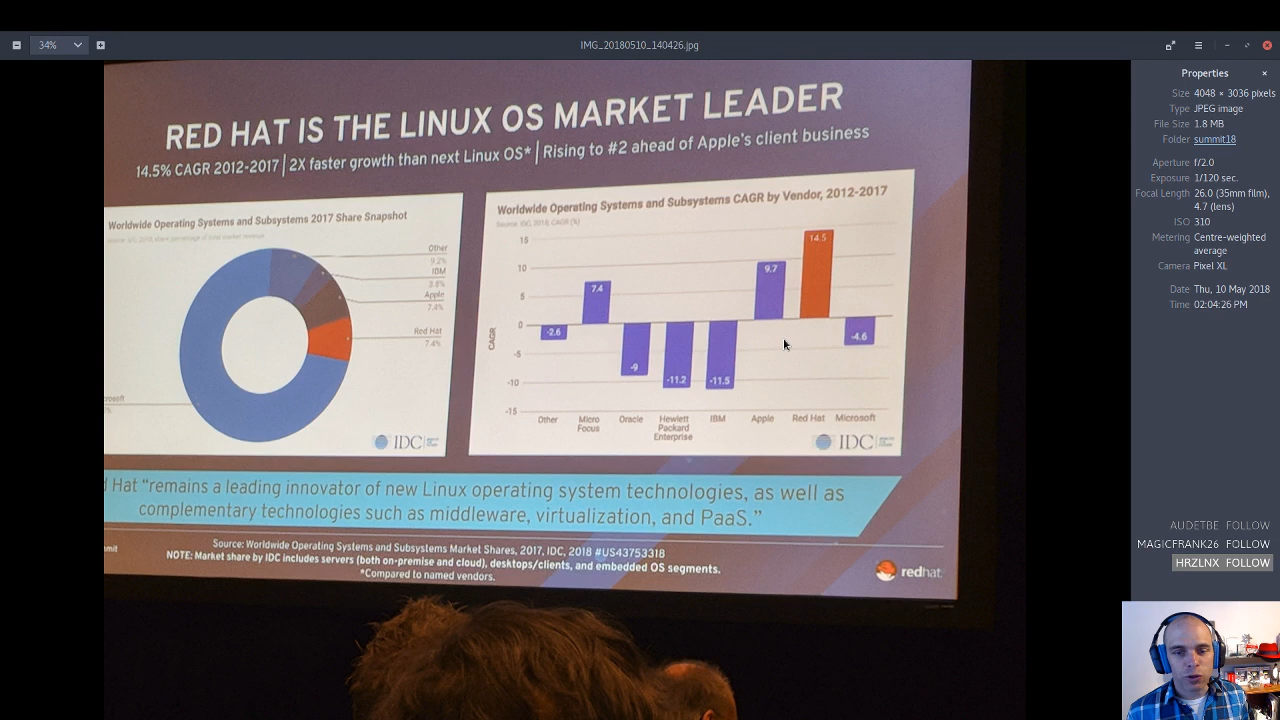 34%
IMG_20180510_140426.jpg
RED HAT IS THE LINUX OS MARKET LEADER
14.5% CAGR 2012-2017 | 2X faster growth than next Linux OS* | Rising to #2 ahead of Apple's client business
Worldwide Operating Systems and Subsystems 2017 Share Snapshot
Other
9.2%
IBM
3.8%
Apple
7.4%
Red Hat
7.4%
IDC
Worldwide Operating Systems and Subsystems CAGR by Vendor, 2012-2017
15
10
5
0
-5
-10
-15
CAGR
-2.6
7.4
-9
-11.2
-11.5
9.7
14.5
-4.6
Other
Micro Focus
Oracle
Hewlett Packard Enterprise
IBM
Apple
Red Hat
Microsoft
IDC
d Hat “remains a leading innovator of new Linux operating system technologies, as well as
complementary technologies such as middleware, virtualization, and PaaS.”
Source: Worldwide Operating Systems and Subsystems Market Shares, 2017, IDC, 2018 #US43753318
NOTE: Market share by IDC includes servers (both on-premise and cloud), desktops/clients, and embedded OS segments.
*Compared to named vendors.
redhat.
Properties
Size 4048 × 3036 pixels
Type JPEG image
File Size 1.8 MB
Folder summit18
Aperture f/2.0
Exposure 1/120 sec.
Focal Length 26.0 (35mm film),
4.7 (lens)
ISO 310
Metering Centre-weighted
average
Camera Pixel XL
Date Thu, 10 May 2018
Time 02:04:26 PM
AUDETBE FOLLOW
MAGICFRANK26 FOLLOW
HRZLNX FOLLOW